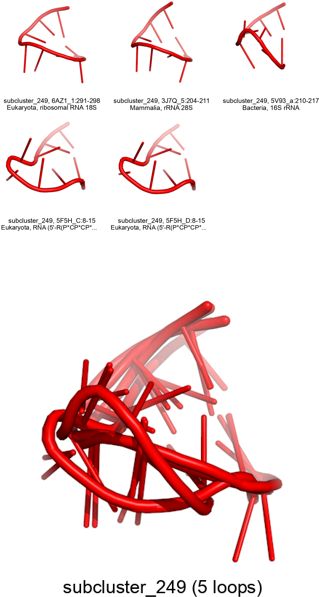 subcluster_249, 6AZ1_1:291-298
Eukaryota, ribosomal RNA 18S
subcluster_249, 3J7Q_5:204-211
Mammalia, rRNA 28S
subcluster_249, 5V93_a:210-217
Bacteria, 16S rRNA
subcluster_249, 5F5H_C:8-15
Eukaryota, RNA (5'-R(P*CP*CP*...
subcluster_249, 5F5H_D:8-15
Eukaryota, RNA (5'-R(P*CP*CP*...
subcluster_249 (5 loops)